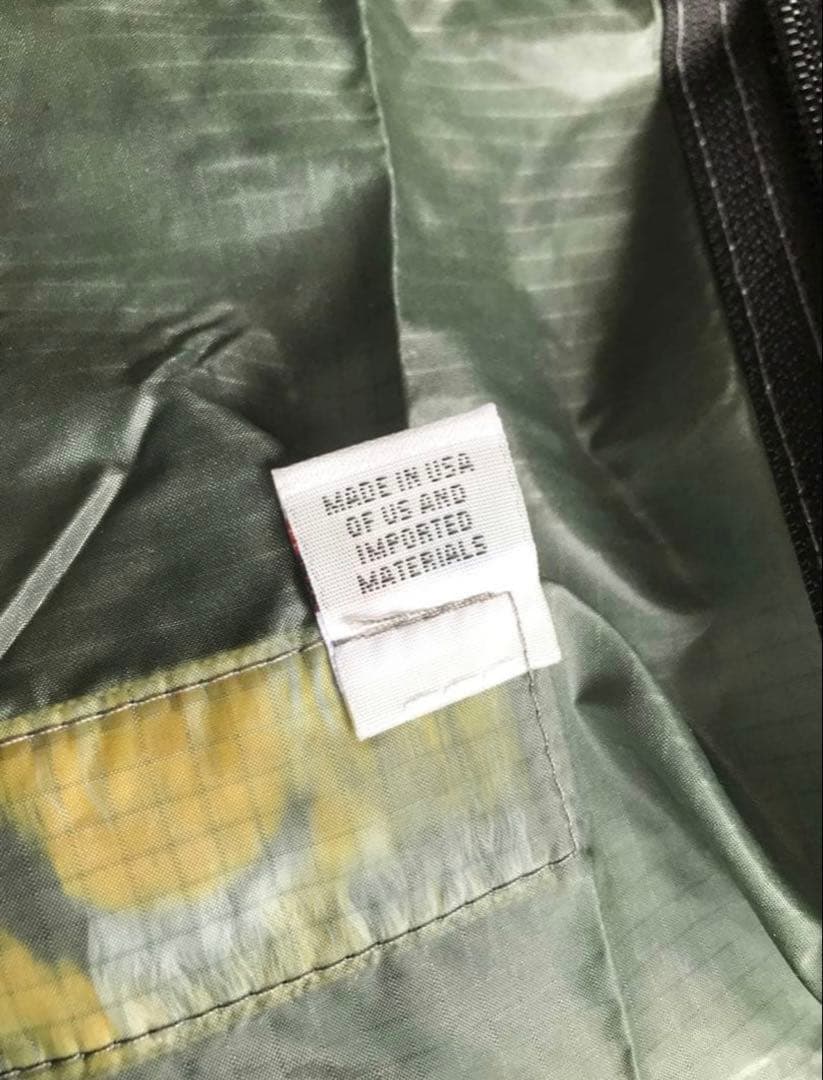 MADE IN USA
OF US AND
IMPORTED
MATERIALS